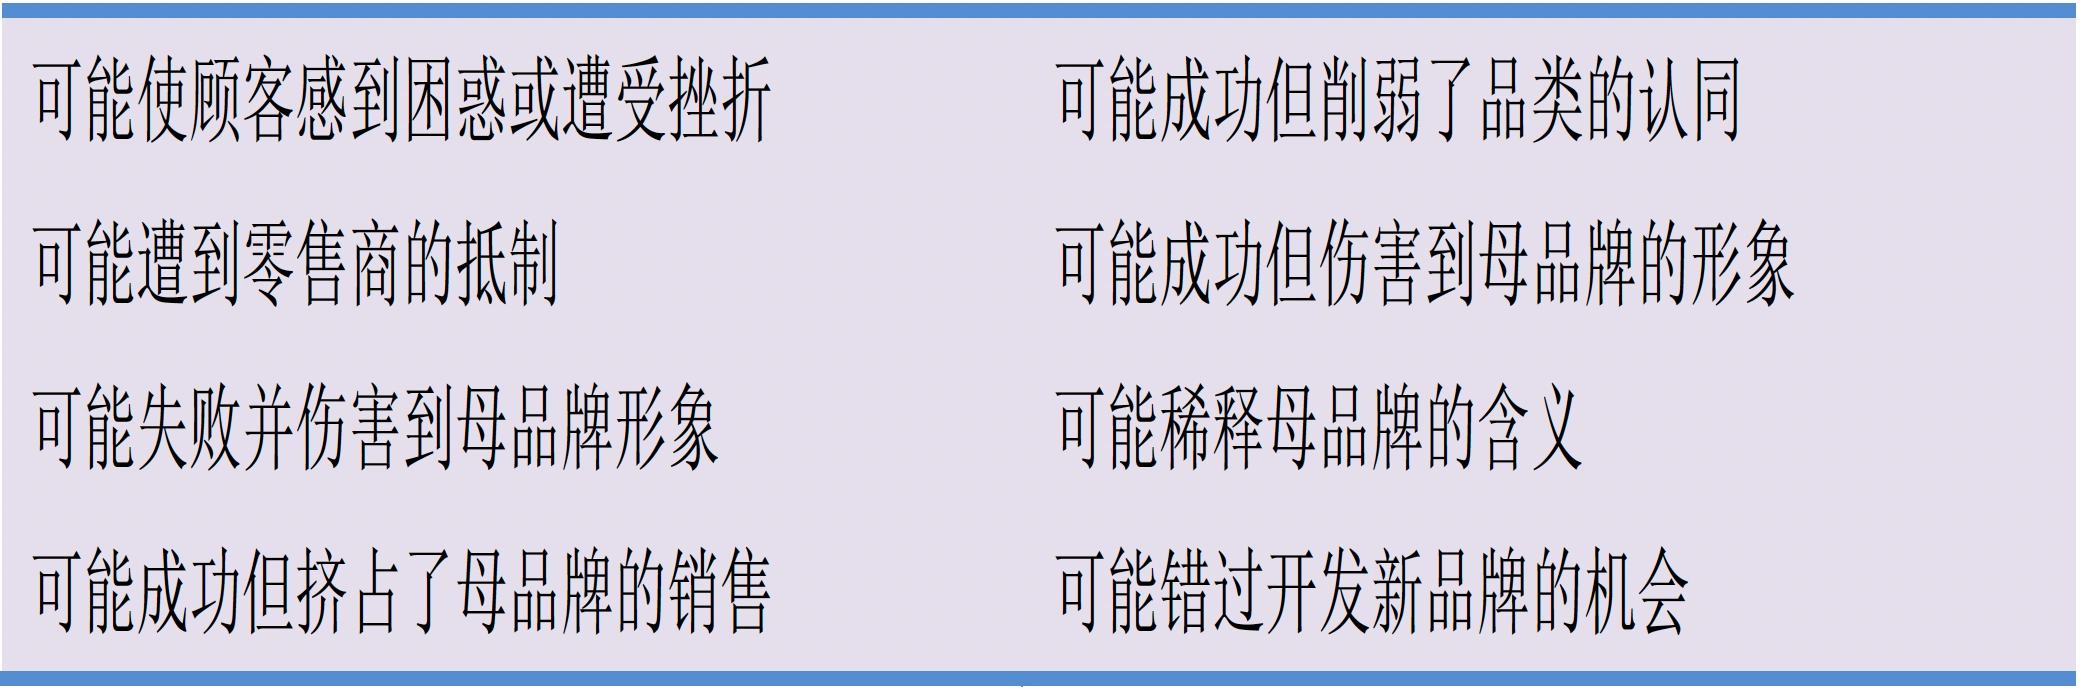 可能使顾客感到困惑或遭受挫折
可能遭到零售商的抵制
可能失败并伤害到母品牌形象
可能成功但挤占了母品牌的销售
可能成功但削弱了品类的认同
可能成功但伤害到母品牌的形象
可能稀释母品牌的含义
可能错过开发新品牌的机会